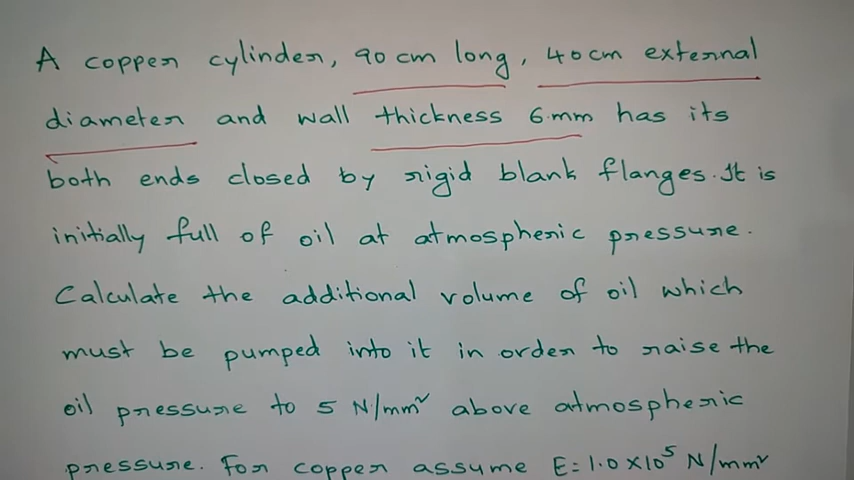 A copper cylinder, 90 cm long, 40 cm external
diameter and wall thickness 6 mm has its
both ends closed by rigid blank flanges. It is
initially full of oil at atmospheric pressure.
Calculate the additional volume of oil which
must be pumped into it in order to raise the
oil pressure to 5 N/mm² above atmospheric
pressure. For copper assume E = 1.0 × 10⁵ N/mm²